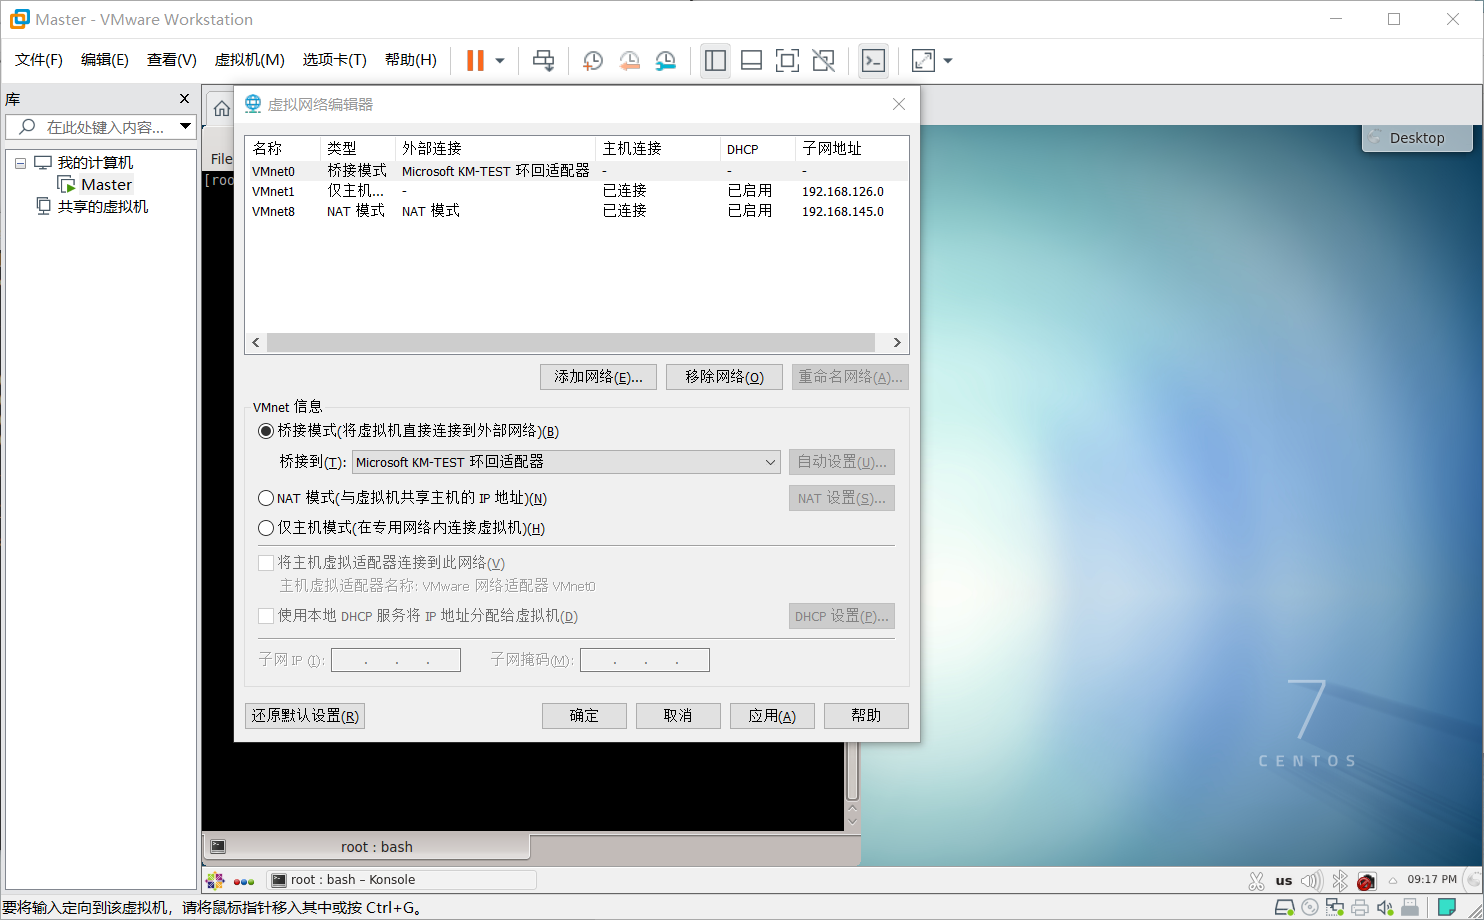 Master - VMware Workstation
文件(F) 编辑(E) 查看(V) 虚拟机(M) 选项卡(T) 帮助(H)
库
在此处键入内容...
我的计算机
Master
共享的虚拟机
File
[roo
Desktop
虚拟网络编辑器
名称 类型 外部连接 主机连接 DHCP 子网地址
VMnet0 桥接模式 Microsoft KM-TEST 环回适配器 - - -
VMnet1 仅主机... - 已连接 已启用 192.168.126.0
VMnet8 NAT 模式 NAT 模式 已连接 已启用 192.168.145.0
添加网络(E)... 移除网络(O) 重命名网络(A)...
VMnet 信息
桥接模式(将虚拟机直接连接到外部网络)(B)
桥接到(T): Microsoft KM-TEST 环回适配器 自动设置(U)...
NAT 模式(与虚拟机共享主机的 IP 地址)(N) NAT 设置(S)...
仅主机模式(在专用网络内连接虚拟机)(H)
将主机虚拟适配器连接到此网络(V)
主机虚拟适配器名称: VMware 网络适配器 VMnet0
使用本地 DHCP 服务将 IP 地址分配给虚拟机(D) DHCP 设置(P)...
子网 IP (I): . . . 子网掩码(M): . . .
还原默认设置(R) 确定 取消 应用(A) 帮助
7
CENTOS
root : bash
root : bash – Konsole
us
09:17 PM
要将输入定向到该虚拟机，请将鼠标指针移入其中或按 Ctrl+G。